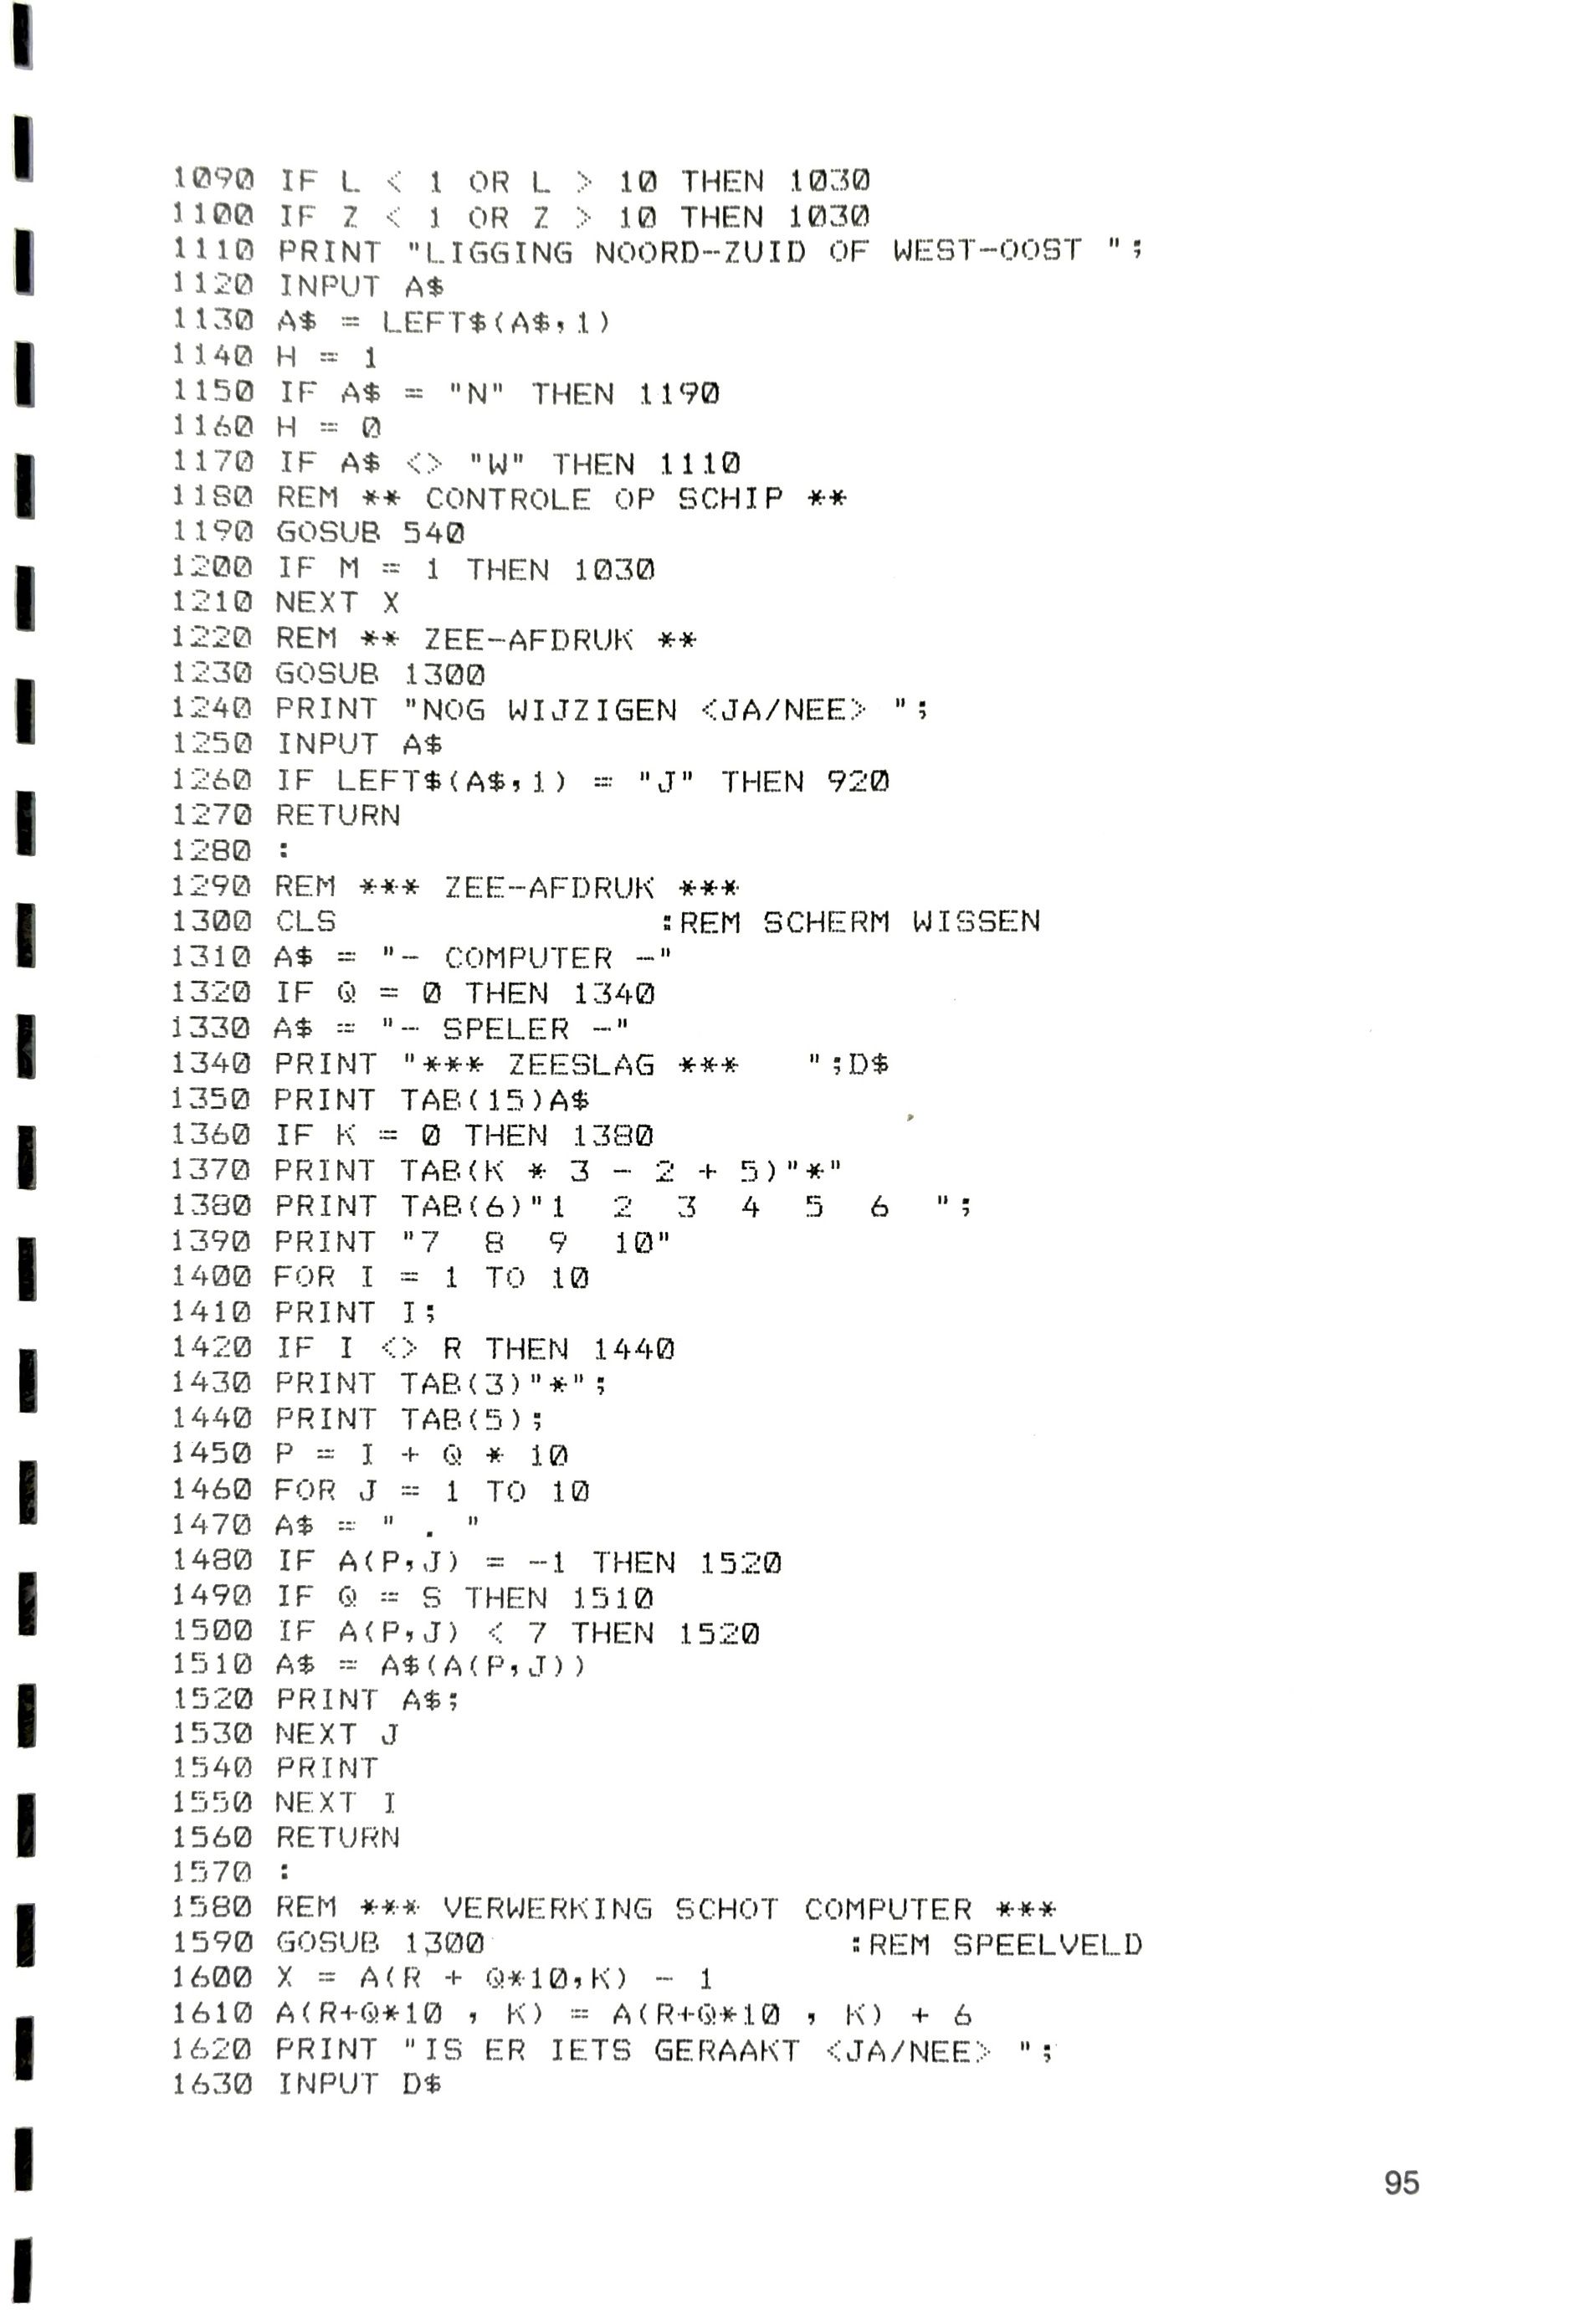 1090 IF L < 1 OR L > 10 THEN 1030
1100 IF Z < 1 OR Z > 10 THEN 1030
1110 PRINT "LIGGING NOORD-ZUID OF WEST-OOST ";
1120 INPUT A$
1130 A$ = LEFT$(A$,1)
1140 H = 1
1150 IF A$ = "N" THEN 1190
1160 H = 0
1170 IF A$ <> "W" THEN 1110
1180 REM ** CONTROLE OP SCHIP **
1190 GOSUB 540
1200 IF M = 1 THEN 1030
1210 NEXT X
1220 REM ** ZEE-AFDRUK **
1230 GOSUB 1300
1240 PRINT "NOG WIJZIGEN <JA/NEE> ";
1250 INPUT A$
1260 IF LEFT$(A$,1) = "J" THEN 920
1270 RETURN
1280 :
1290 REM *** ZEE-AFDRUK ***
1300 CLS                :REM SCHERM WISSEN
1310 A$ = "- COMPUTER -"
1320 IF Q = 0 THEN 1340
1330 A$ = "- SPELER -"
1340 PRINT "*** ZEESLAG ***   ";D$
1350 PRINT TAB(15)A$
1360 IF K = 0 THEN 1380
1370 PRINT TAB(K * 3 - 2 + 5)"*"
1380 PRINT TAB(6)"1  2  3  4  5  6  ";
1390 PRINT "7  8  9  10"
1400 FOR I = 1 TO 10
1410 PRINT I;
1420 IF I <> R THEN 1440
1430 PRINT TAB(3)"*";
1440 PRINT TAB(5);
1450 P = I + Q * 10
1460 FOR J = 1 TO 10
1470 A$ = " . "
1480 IF A(P,J) = -1 THEN 1520
1490 IF Q = S THEN 1510
1500 IF A(P,J) < 7 THEN 1520
1510 A$ = A$(A(P,J))
1520 PRINT A$;
1530 NEXT J
1540 PRINT
1550 NEXT I
1560 RETURN
1570 :
1580 REM *** VERWERKING SCHOT COMPUTER ***
1590 GOSUB 1300                  :REM SPEELVELD
1600 X = A(R + Q*10,K) - 1
1610 A(R+Q*10 , K) = A(R+Q*10 , K) + 6
1620 PRINT "IS ER IETS GERAAKT <JA/NEE> ";
1630 INPUT D$
95